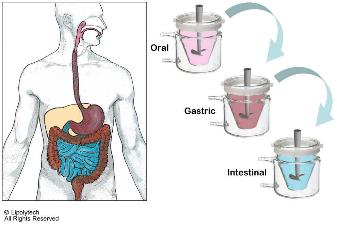 Oral
Gastric
Intestinal
© Lipolytech
All Rights Reserved